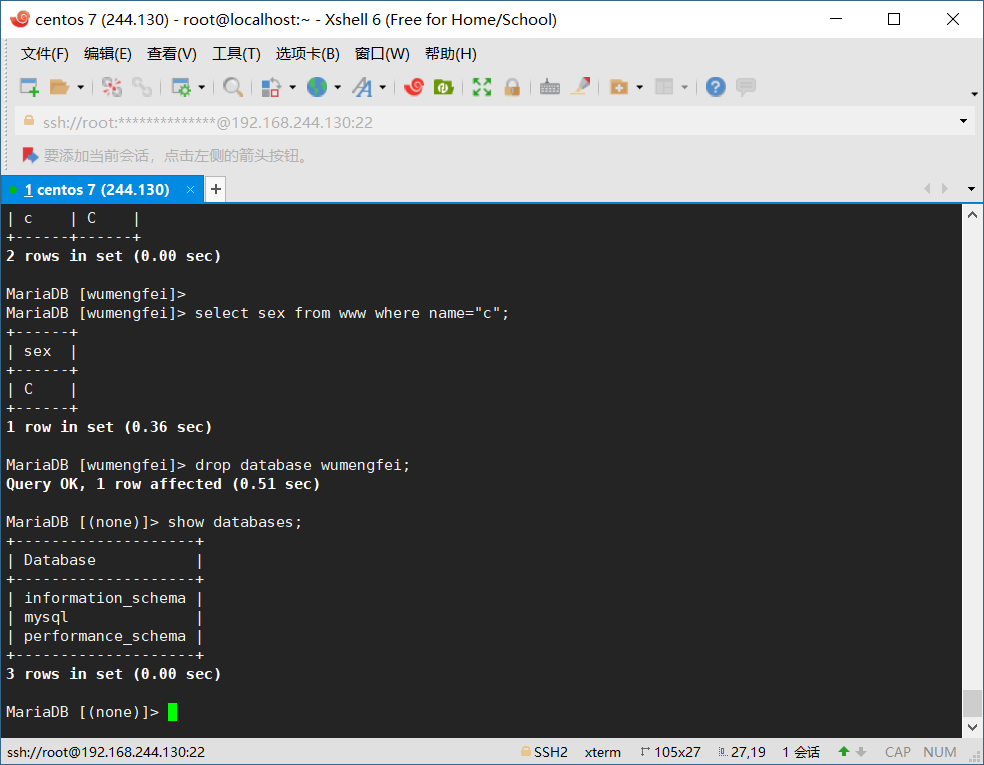 centos 7 (244.130) - root@localhost:~ - Xshell 6 (Free for Home/School)
文件(F) 编辑(E) 查看(V) 工具(T) 选项卡(B) 窗口(W) 帮助(H)
ssh://root:**************@192.168.244.130:22
要添加当前会话，点击左侧的箭头按钮。
1 centos 7 (244.130) × +
| c    | C    |
+------+------+
2 rows in set (0.00 sec)
MariaDB [wumengfei]>
MariaDB [wumengfei]> select sex from www where name="c";
+------+
| sex  |
+------+
| C    |
+------+
1 row in set (0.36 sec)
MariaDB [wumengfei]> drop database wumengfei;
Query OK, 1 row affected (0.51 sec)
MariaDB [(none)]> show databases;
+--------------------+
| Database           |
+--------------------+
| information_schema |
| mysql              |
| performance_schema |
+--------------------+
3 rows in set (0.00 sec)
MariaDB [(none)]>
ssh://root@192.168.244.130:22 SSH2 xterm 105x27 27,19 1 会话 CAP NUM